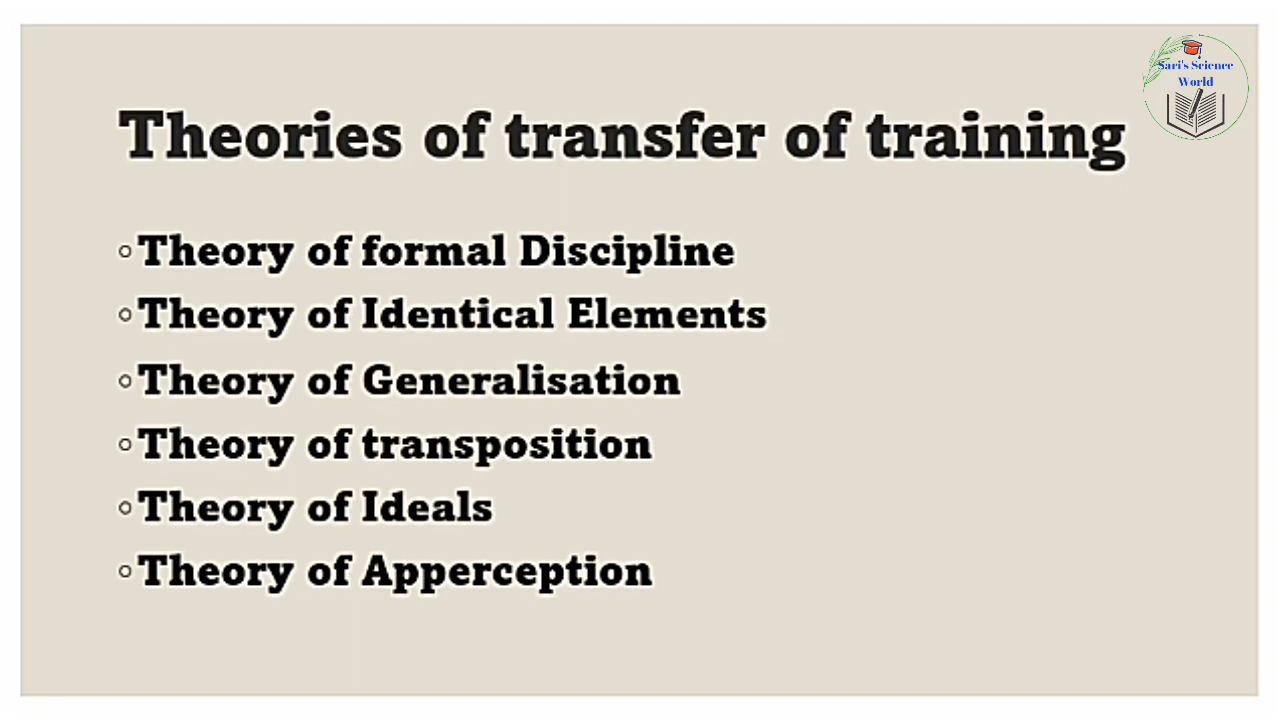 Sari's Science
World
Theories of transfer of training
◦Theory of formal Discipline
◦Theory of Identical Elements
◦Theory of Generalisation
◦Theory of transposition
◦Theory of Ideals
◦Theory of Apperception